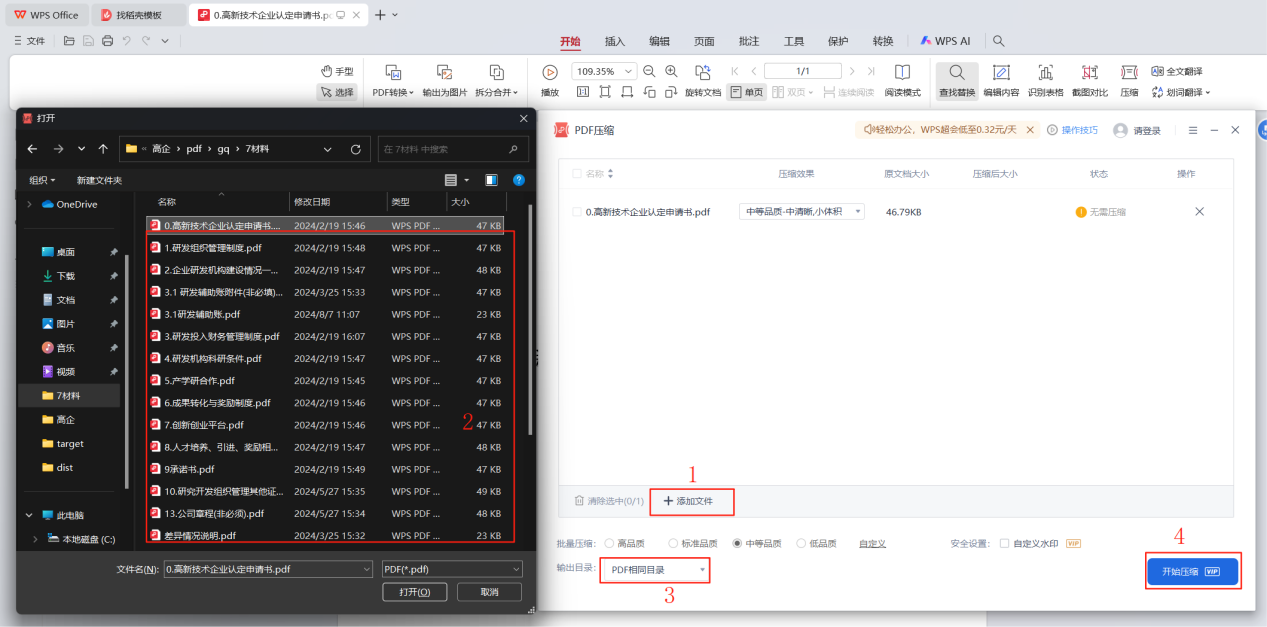 WPS Office
找稻壳模板
0.高新技术企业认定申请书.pd
文件
开始 插入 编辑 页面 批注 工具 保护 转换 WPS AI
手型
选择
PDF转换 输出为图片 拆分合并
播放
109.35%
1/1
旋转文档 单页 双页 连续阅读 阅读模式
查找替换 编辑内容 识别表格 截图对比 压缩
全文翻译
划词翻译
打开
高企 pdf gq 7材料
在 7材料 中搜索
组织 新建文件夹
OneDrive
桌面
下载
文档
图片
音乐
视频
7材料
高企
target
dist
此电脑
本地磁盘 (C:)
名称 修改日期 类型 大小
0.高新技术企业认定申请书.... 2024/2/19 15:46 WPS PDF ... 47 KB
1.研发组织管理制度.pdf 2024/2/19 15:48 WPS PDF ... 47 KB
2.企业研发机构建设情况一... 2024/2/19 15:47 WPS PDF ... 48 KB
3.1 研发辅助账附件(非必填)... 2024/3/25 15:33 WPS PDF ... 47 KB
3.1研发辅助账.pdf 2024/8/7 11:07 WPS PDF ... 23 KB
3.研发投入财务管理制度.pdf 2024/2/19 16:07 WPS PDF ... 47 KB
4.研发机构科研条件.pdf 2024/2/19 15:47 WPS PDF ... 47 KB
5.产学研合作.pdf 2024/2/19 15:45 WPS PDF ... 47 KB
6.成果转化与奖励制度.pdf 2024/2/19 15:46 WPS PDF ... 47 KB
7.创新创业平台.pdf 2024/2/19 15:46 WPS PDF ... 47 KB
2
8.人才培养、引进、奖励相... 2024/2/19 15:47 WPS PDF ... 48 KB
9承诺书.pdf 2024/2/19 15:49 WPS PDF ... 47 KB
10.研究开发组织管理其他证... 2024/5/27 15:35 WPS PDF ... 49 KB
13.公司章程(非必须).pdf 2024/5/27 15:34 WPS PDF ... 48 KB
差异情况说明.pdf 2024/3/25 15:32 WPS PDF ... 23 KB
文件名(N): 0.高新技术企业认定申请书.pdf PDF(*.pdf)
打开(O) 取消
PDF压缩
轻松办公，WPS超会低至0.32元/天
操作技巧
请登录
名称 压缩效果 原文档大小 压缩后大小 状态 操作
0.高新技术企业认定申请书.pdf 中等品质-中清晰,小体积 46.79KB 无需压缩
1
清除选中(0/1) 添加文件
批量压缩: 高品质 标准品质 中等品质 低品质 自定义
安全设置: 自定义水印 VIP
4
输出目录: PDF相同目录
开始压缩 VIP
3